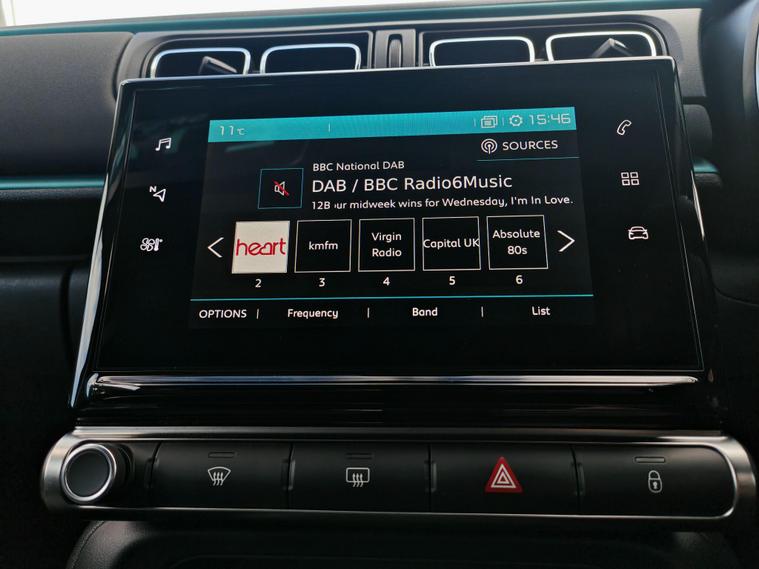 11°C
15:46
SOURCES
BBC National DAB
DAB / BBC Radio6Music
12B ur midweek wins for Wednesday, I'm In Love.
N
heart
kmfm
Virgin
Radio
Capital UK
Absolute
80s
2
3
4
5
6
OPTIONS | Frequency | Band | List